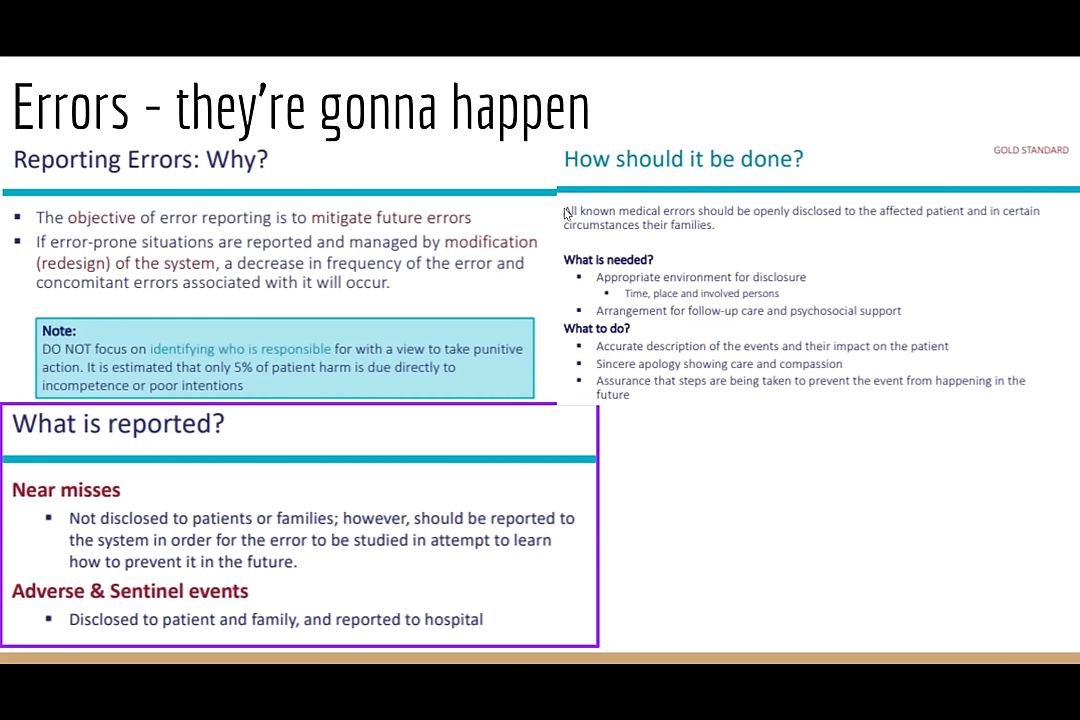 Errors - they're gonna happen
Reporting Errors: Why?
▪ The objective of error reporting is to mitigate future errors
▪ If error-prone situations are reported and managed by modification
(redesign) of the system, a decrease in frequency of the error and
concomitant errors associated with it will occur.
Note:
DO NOT focus on identifying who is responsible for with a view to take punitive
action. It is estimated that only 5% of patient harm is due directly to
incompetence or poor intentions
How should it be done?
GOLD STANDARD
All known medical errors should be openly disclosed to the affected patient and in certain
circumstances their families.
What is needed?
▪ Appropriate environment for disclosure
▪ Time, place and involved persons
▪ Arrangement for follow-up care and psychosocial support
What to do?
▪ Accurate description of the events and their impact on the patient
▪ Sincere apology showing care and compassion
▪ Assurance that steps are being taken to prevent the event from happening in the
future
What is reported?
Near misses
▪ Not disclosed to patients or families; however, should be reported to
the system in order for the error to be studied in attempt to learn
how to prevent it in the future.
Adverse & Sentinel events
▪ Disclosed to patient and family, and reported to hospital